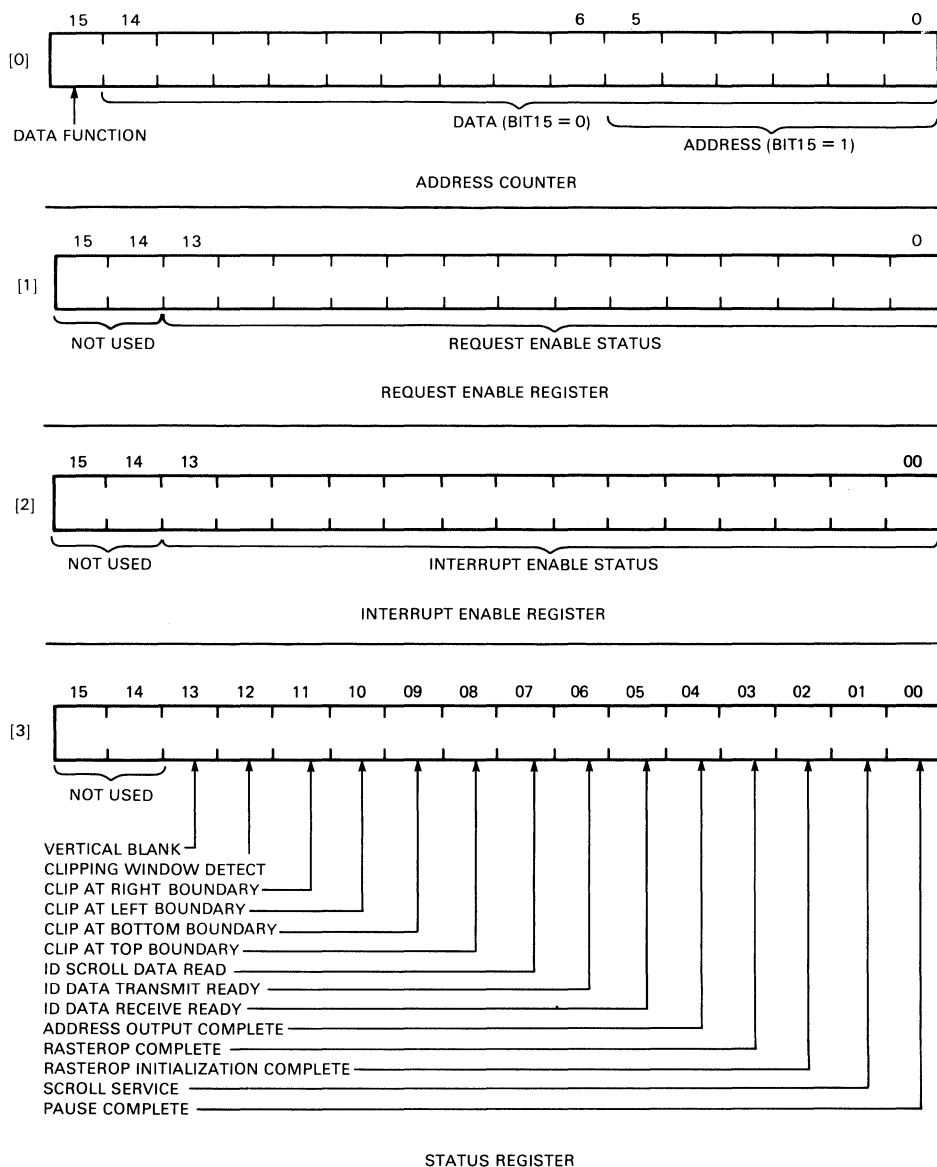 15 14 6 5 0
[0]
DATA FUNCTION
DATA (BIT15 = 0)
ADDRESS (BIT15 = 1)
ADDRESS COUNTER
15 14 13 0
[1]
NOT USED REQUEST ENABLE STATUS
REQUEST ENABLE REGISTER
15 14 13 00
[2]
NOT USED INTERRUPT ENABLE STATUS
INTERRUPT ENABLE REGISTER
15 14 13 12 11 10 09 08 07 06 05 04 03 02 01 00
[3]
NOT USED
VERTICAL BLANK
CLIPPING WINDOW DETECT
CLIP AT RIGHT BOUNDARY
CLIP AT LEFT BOUNDARY
CLIP AT BOTTOM BOUNDARY
CLIP AT TOP BOUNDARY
ID SCROLL DATA READ
ID DATA TRANSMIT READY
ID DATA RECEIVE READY
ADDRESS OUTPUT COMPLETE
RASTEROP COMPLETE
RASTEROP INITIALIZATION COMPLETE
SCROLL SERVICE
PAUSE COMPLETE
STATUS REGISTER